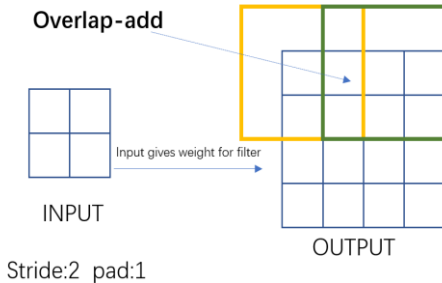 Overlap-add
Input gives weight for filter
INPUT
OUTPUT
Stride:2 pad:1